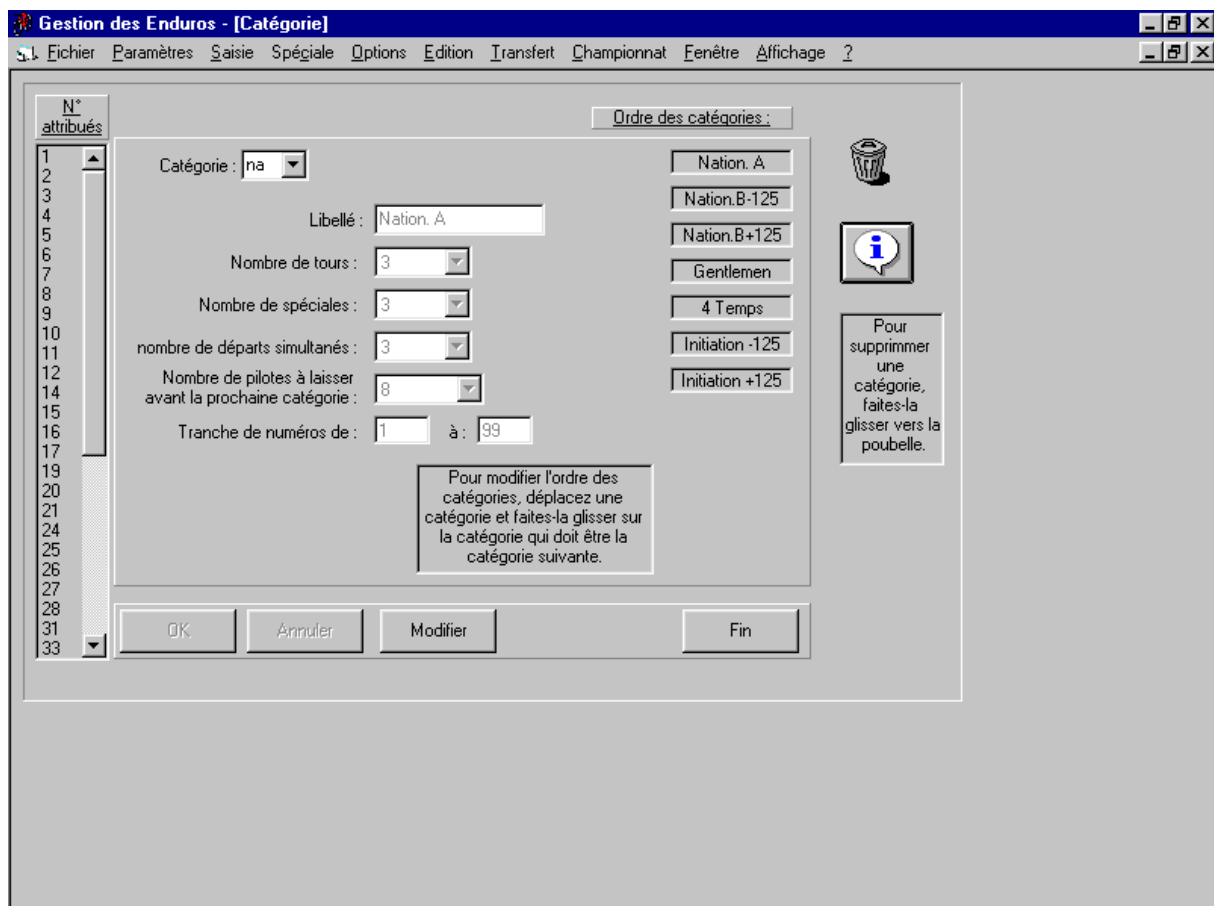 Gestion des Enduros - [Catégorie]
Fichier Paramètres Saisie Spéciale Options Edition Transfert Championnat Fenêtre Affichage ?
N°
attribués
Ordre des catégories :
1
2
3
4
5
6
7
8
9
10
11
12
14
15
16
17
19
20
21
24
25
26
27
28
31
33
Catégorie : na
Libellé : Nation. A
Nombre de tours : 3
Nombre de spéciales : 3
nombre de départs simultanés : 3
Nombre de pilotes à laisser
avant la prochaine catégorie : 8
Tranche de numéros de : 1 à : 99
Pour modifier l'ordre des
catégories, déplacez une
catégorie et faites-la glisser sur
la catégorie qui doit être la
catégorie suivante.
Nation. A
Nation.B-125
Nation.B+125
Gentlemen
4 Temps
Initiation -125
Initiation +125
Pour
supprimmer
une
catégorie,
faites-la
glisser vers la
poubelle.
OK Annuler Modifier Fin